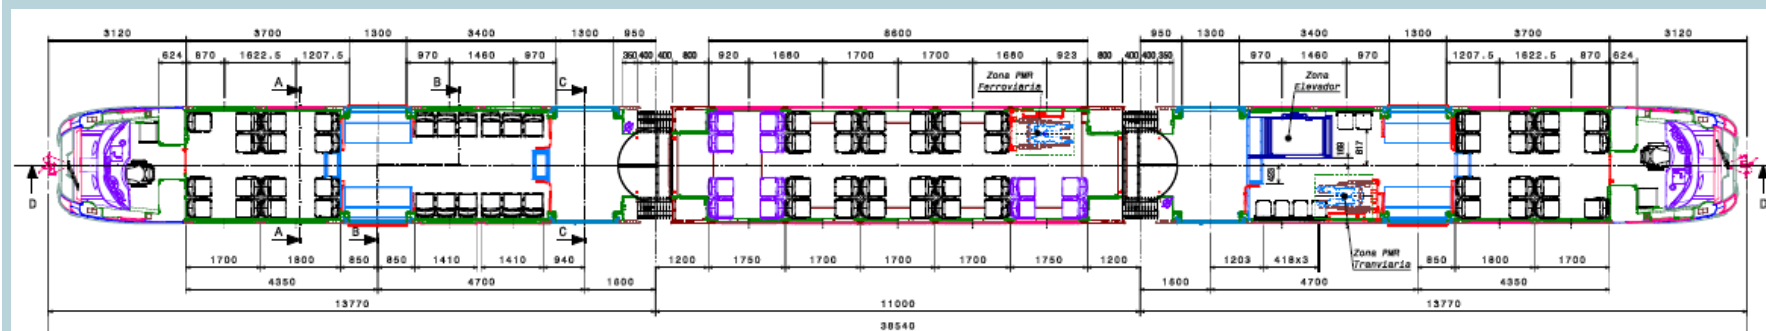 3120 3700 1300 3400 1300 950 8600 950 1300 3400 1300 3700 3120
624 870 1622.5 1207.5 970 1460 970 350 400 400 800 920 1680 1700 1700 1680 923 800 400 400 350 970 1460 970 1207.5 1622.5 870 624
Zona PMR
Ferroviaria
Zona
Elevador
A B C
817
423
D D
A B C
Zona PMR
Tranviaria
1700 1800 850 850 1410 1410 940 1200 1750 1700 1700 1700 1750 1200 1203 418x3 850 1800 1700
4350 4700 1600 11000 1600 4700 4350
13770 13770
38540